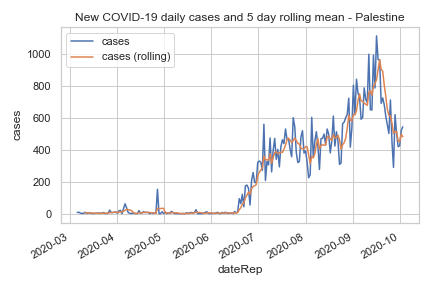 New COVID-19 daily cases and 5 day rolling mean - Palestine
cases
cases (rolling)
cases
1000
800
600
400
200
0
2020-03
2020-04
2020-05
2020-06
2020-07
2020-08
2020-09
2020-10
dateRep